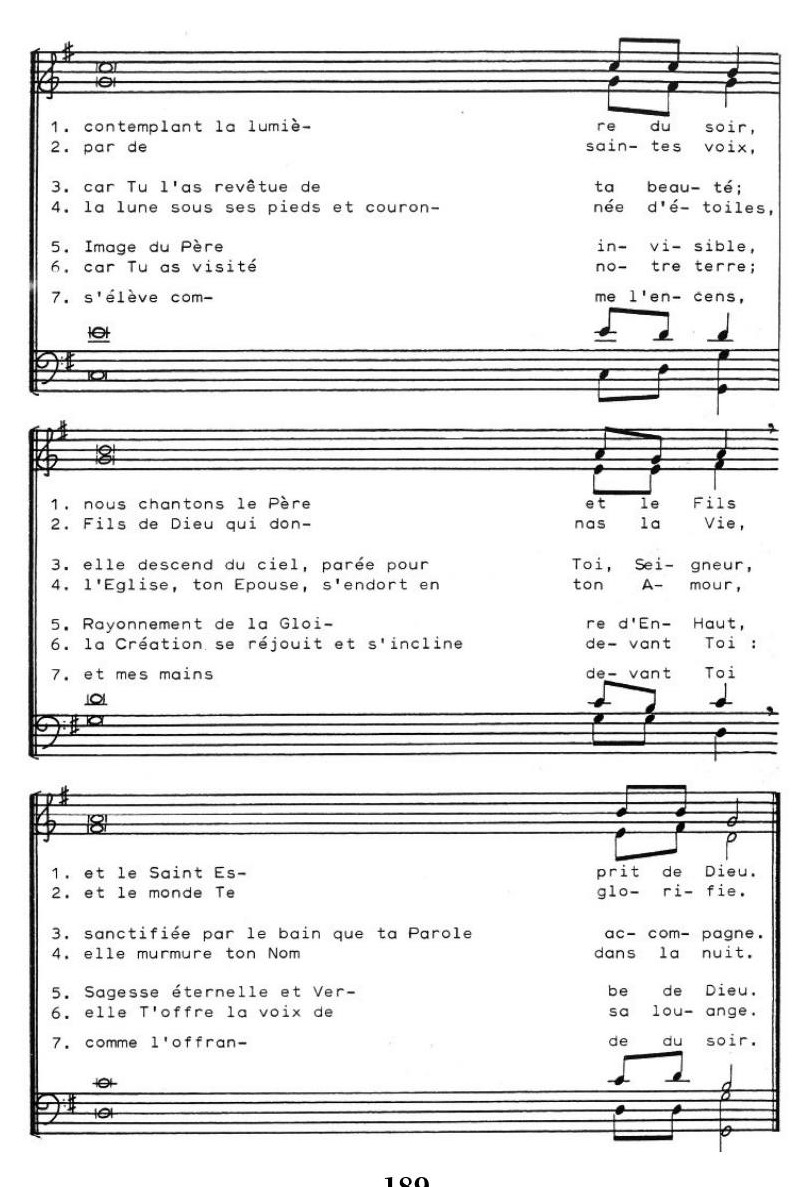 1. contemplant la lumiè- re du soir,
2. par de sain- tes voix,
3. car Tu l'as revêtue de ta beau- té;
4. la lune sous ses pieds et couron- née d'é- toiles,
5. Image du Père in- vi- sible,
6. car Tu as visité no- tre terre;
7. s'élève com- me l'en- cens,
1. nous chantons le Père et le Fils
2. Fils de Dieu qui don- nas la Vie,
3. elle descend du ciel, parée pour Toi, Sei- gneur,
4. l'Eglise, ton Epouse, s'endort en ton A- mour,
5. Rayonnement de la Gloi- re d'En- Haut,
6. la Création se réjouit et s'incline de- vant Toi :
7. et mes mains de- vant Toi
1. et le Saint Es- prit de Dieu.
2. et le monde Te glo- ri- fie.
3. sanctifiée par le bain que ta Parole ac- com- pagne.
4. elle murmure ton Nom dans la nuit.
5. Sagesse éternelle et Ver- be de Dieu.
6. elle T'offre la voix de sa lou- ange.
7. comme l'offran- de du soir.
189